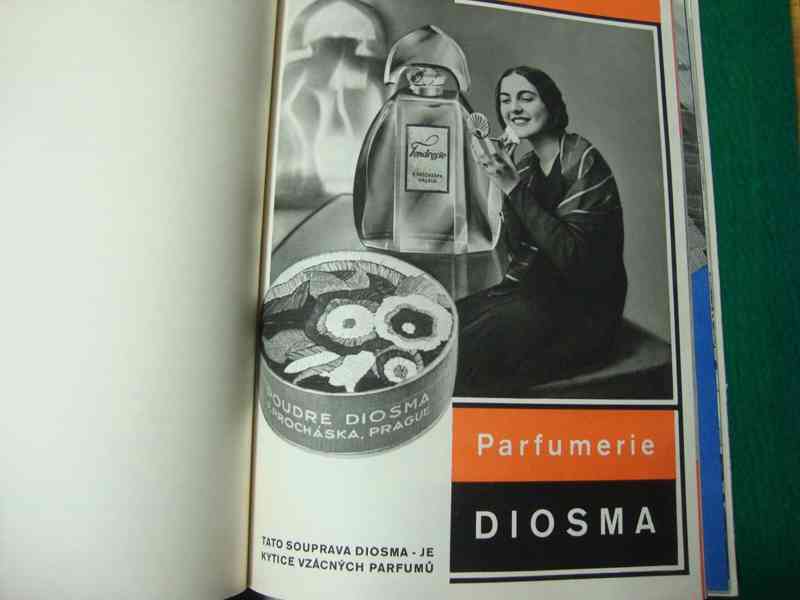 POUDRE DIOSMA
PROCHÁSKA, PRAGUE
Parfumerie
DIOSMA
TATO SOUPRAVA DIOSMA - JE
KYTICE VZÁCNÝCH PARFUMŮ